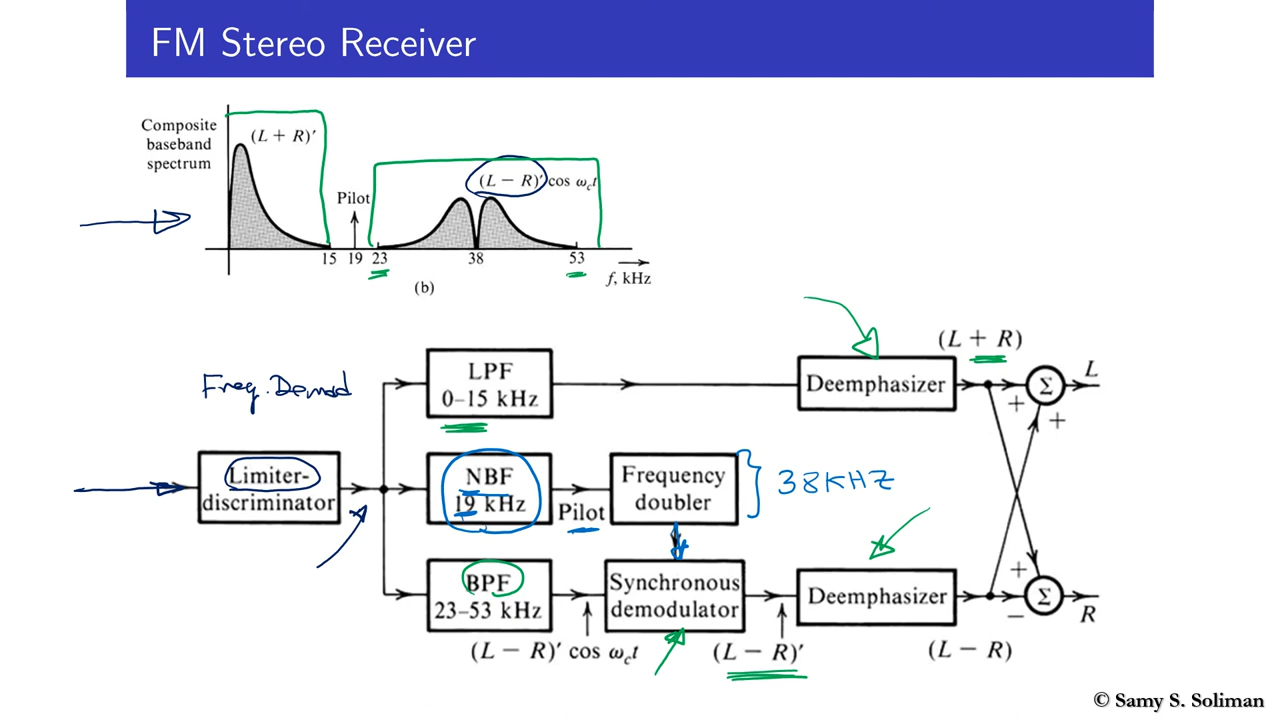 FM Stereo Receiver
Composite
baseband
spectrum
(L + R)′
Pilot
(L − R)′ cos ω_c t
15 19 23 38 53
f, kHz
(b)
Freq. Demod
LPF
0–15 kHz
Deemphasizer
(L + R)
Σ
L
+
+
Limiter-
discriminator
NBF
19 kHz
Pilot
Frequency
doubler
38 KHZ
BPF
23–53 kHz
(L − R)′ cos ω_c t
Synchronous
demodulator
(L − R)′
Deemphasizer
(L − R)
+
−
Σ
R
© Samy S. Soliman